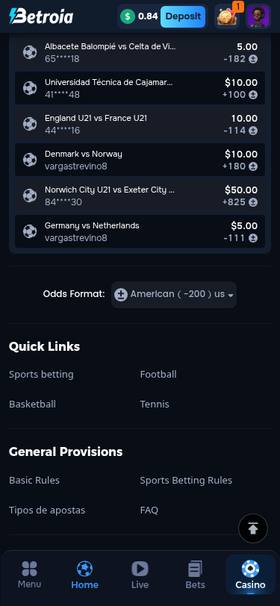 Betroia
$ 0.84 Deposit
1
Albacete Balompié vs Celta de Vi... 5.00
65****18 -182
Universidad Técnica de Cajamar... $10.00
41****48 +100
England U21 vs France U21 10.00
44****16 -114
Denmark vs Norway $10.00
vargastrevino8 +180
Norwich City U21 vs Exeter City ... $50.00
84****30 +825
Germany vs Netherlands $5.00
vargastrevino8 -111
Odds Format: American ( -200 ) us
Quick Links
Sports betting Football
Basketball Tennis
General Provisions
Basic Rules Sports Betting Rules
Tipos de apostas FAQ
Menu Home Live Bets Casino